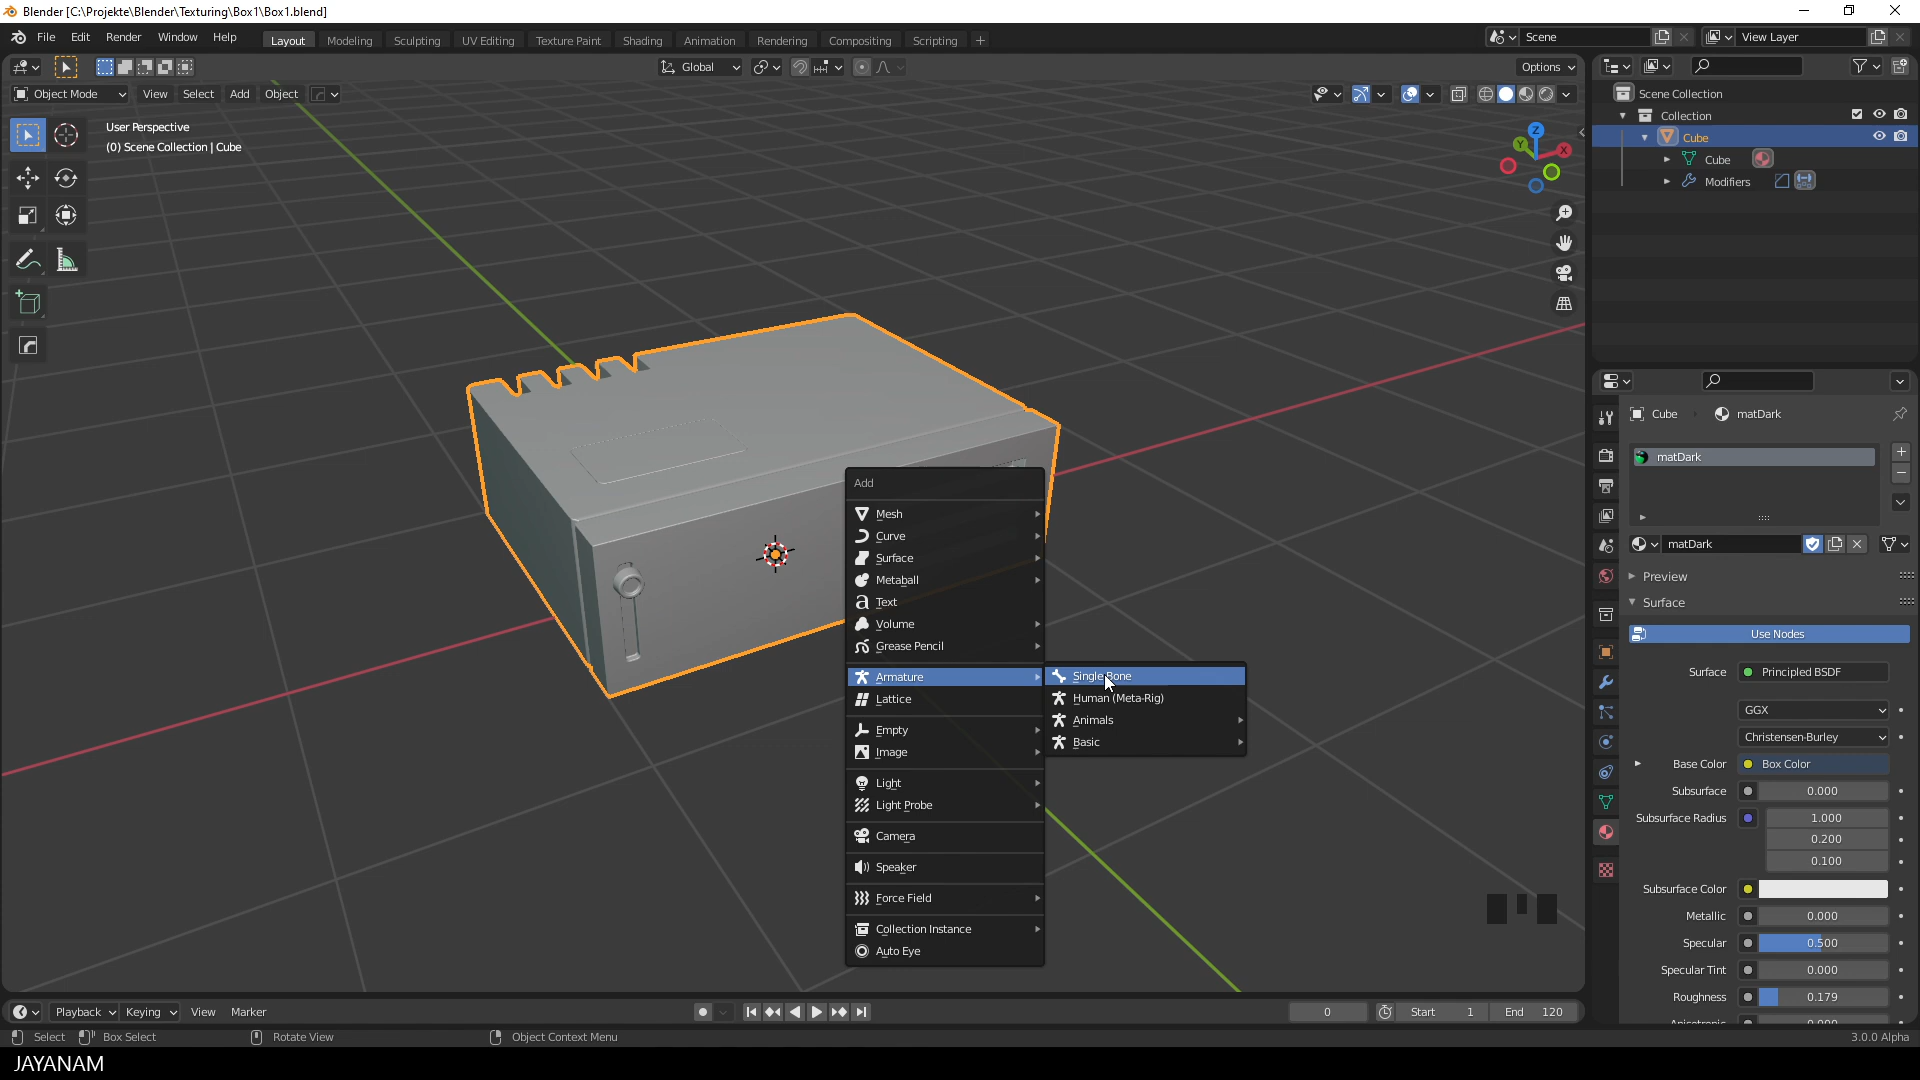 Blender [C:\Projekte\Blender\Texturing\Box1\Box1.blend]
File Edit Render Window Help
Layout Modeling Sculpting UV Editing Texture Paint Shading Animation Rendering Compositing Scripting
Scene
View Layer
Global
Options
Object Mode View Select Add Object
User Perspective
(0) Scene Collection | Cube
Z
Y
X
Scene Collection
Collection
Cube
Cube
Modifiers
Cube matDark
matDark
matDark
Preview
Surface
Use Nodes
Surface Principled BSDF
GGX
Christensen-Burley
Base Color Box Color
Subsurface 0.000
Subsurface Radius 1.000
0.200
0.100
Subsurface Color
Metallic 0.000
Specular 0.500
Specular Tint 0.000
Roughness 0.179
Add
Mesh
Curve
Surface
Metaball
Text
Volume
Grease Pencil
Armature
Lattice
Empty
Image
Light
Light Probe
Camera
Speaker
Force Field
Collection Instance
Auto Eye
Single Bone
Human (Meta-Rig)
Animals
Basic
Playback Keying View Marker
0
Start 1
End 120
Select Box Select Rotate View Object Context Menu
3.0.0 Alpha
JAYANAM